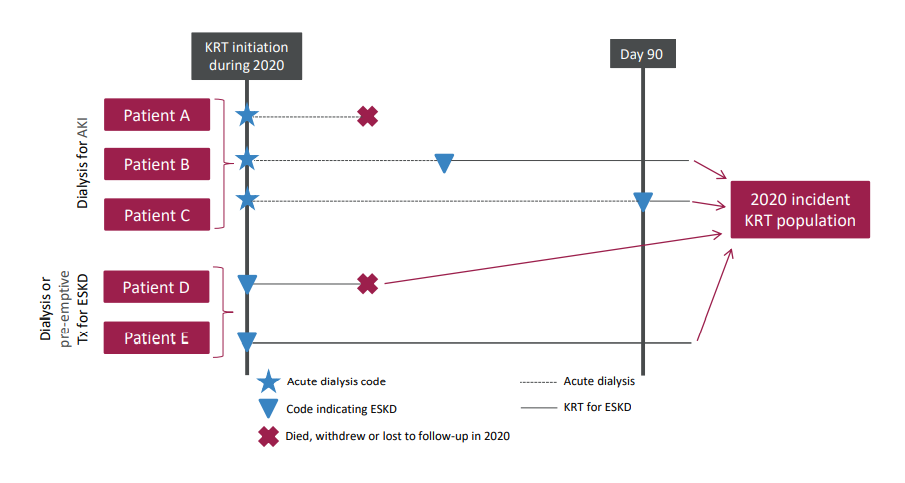 KRT initiation
during 2020
Day 90
Dialysis for AKI
Patient A
Patient B
Patient C
2020 incident
KRT population
Dialysis or
pre-emptive
Tx for ESKD
Patient D
Patient E
Acute dialysis code
Acute dialysis
Code indicating ESKD
KRT for ESKD
Died, withdrew or lost to follow-up in 2020